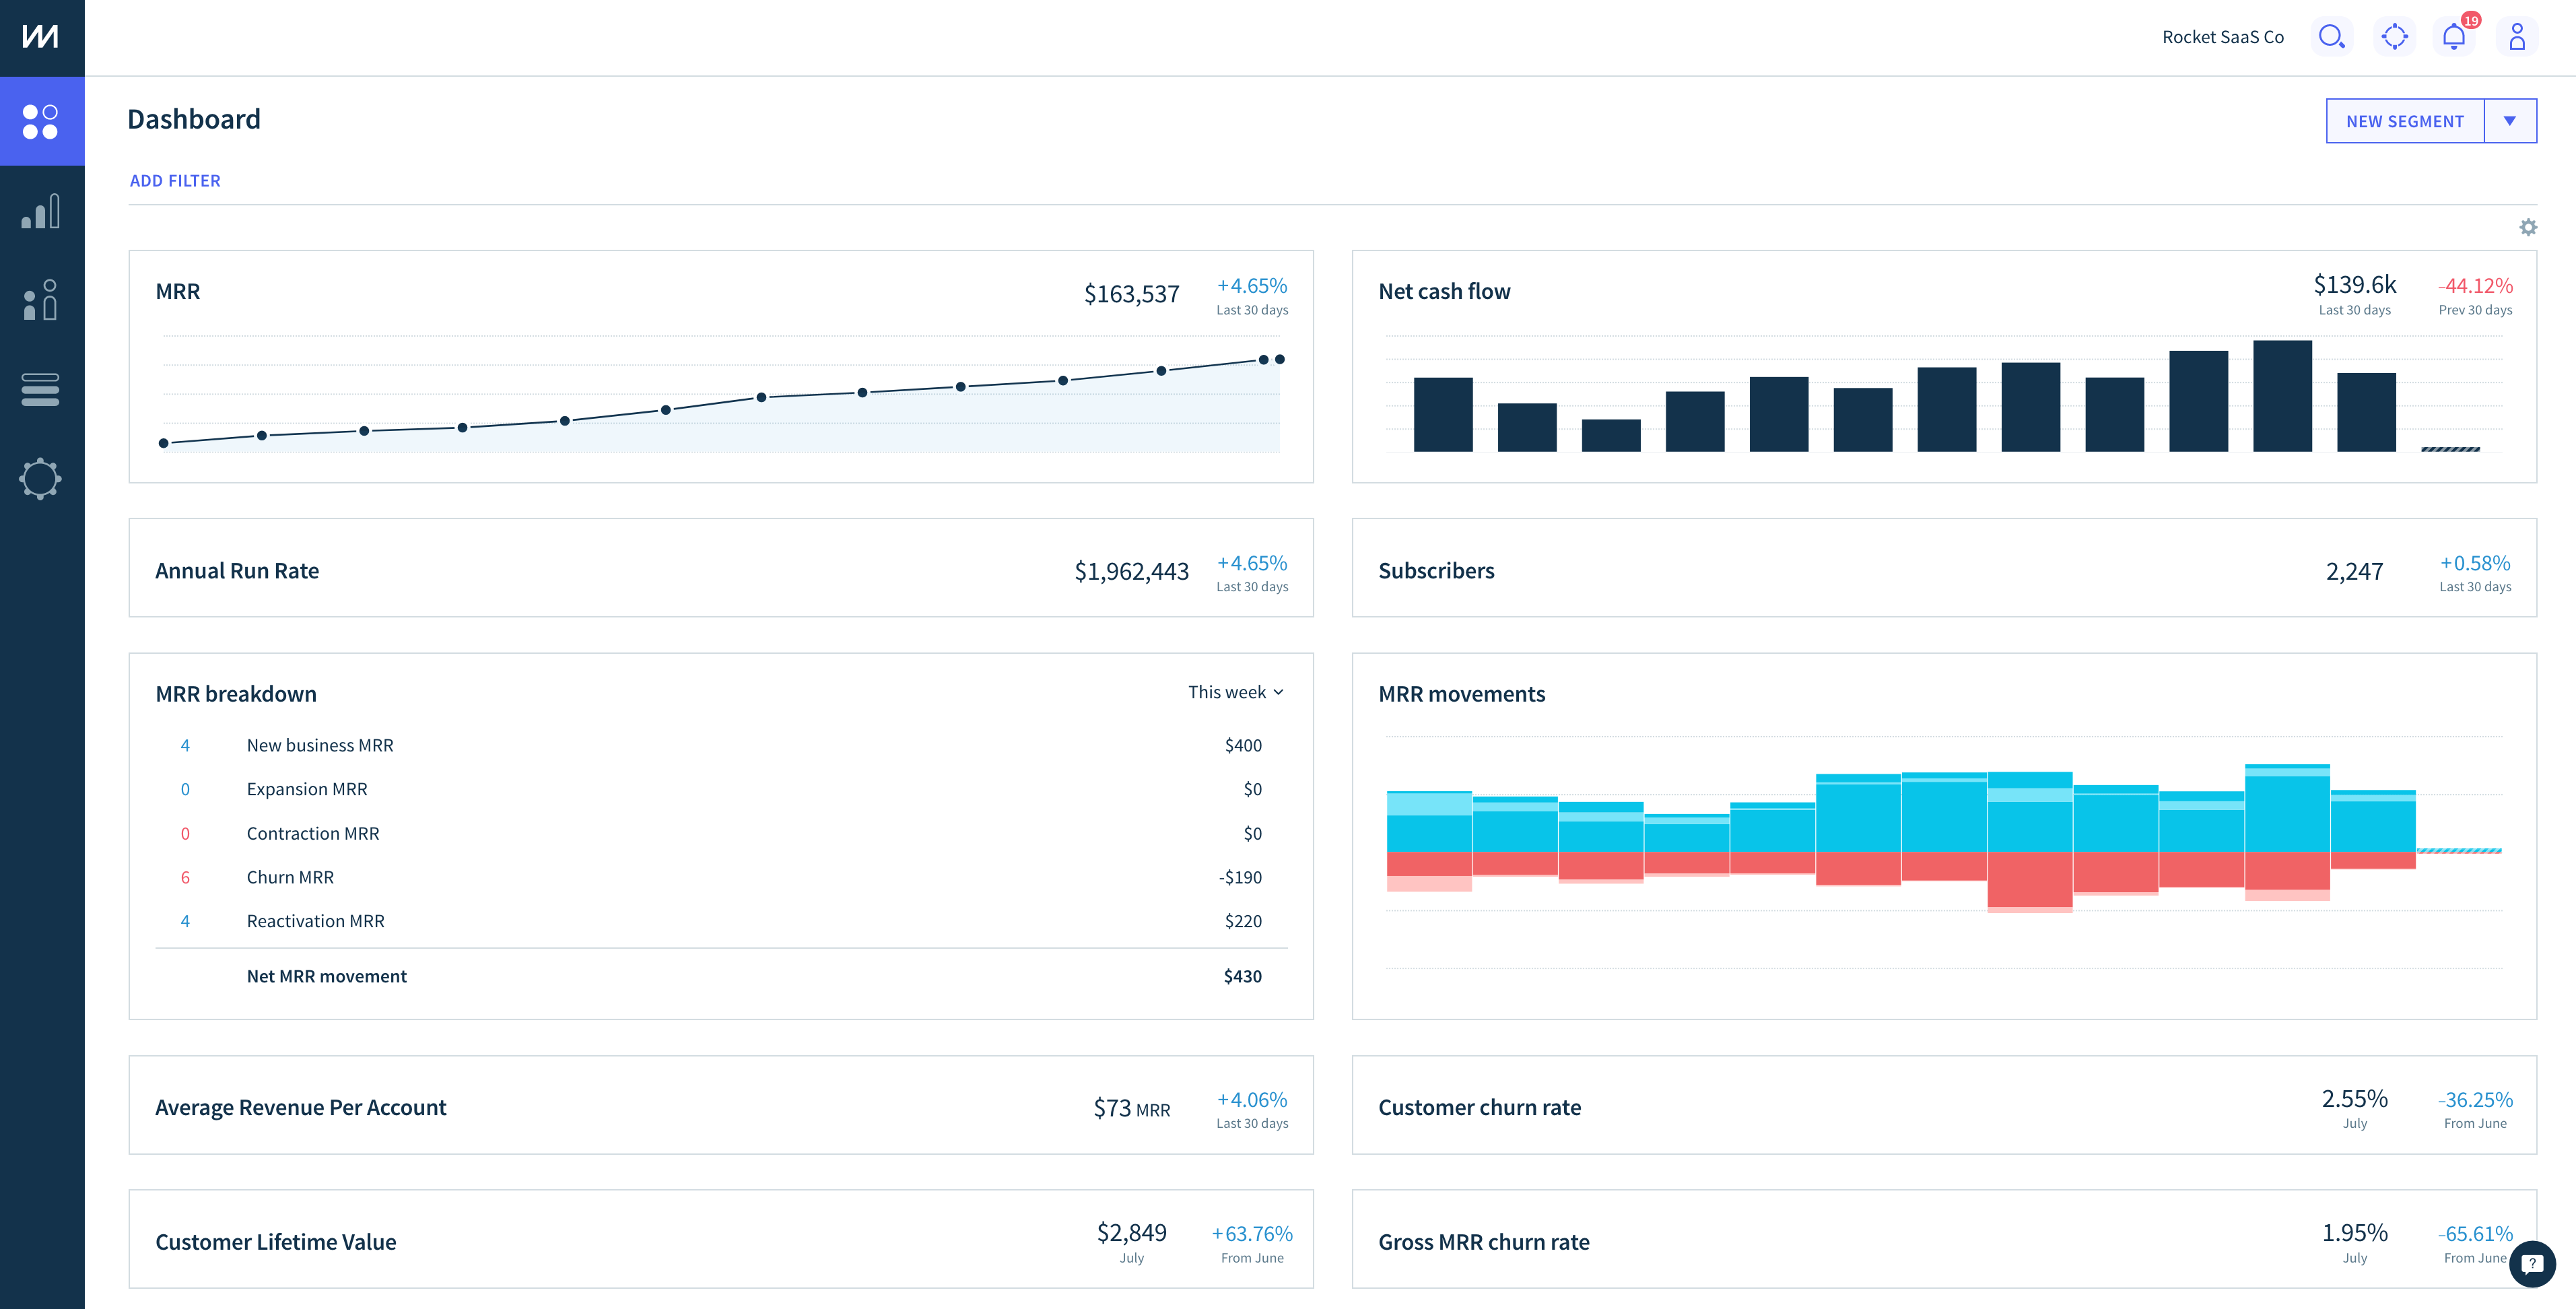 Rocket SaaS Co
19
Dashboard
NEW SEGMENT
ADD FILTER
MRR
$163,537
+4.65%
Last 30 days
Net cash flow
$139.6k
Last 30 days
-44.12%
Prev 30 days
Annual Run Rate
$1,962,443
+4.65%
Last 30 days
Subscribers
2,247
+0.58%
Last 30 days
MRR breakdown
This week
4 New business MRR $400
0 Expansion MRR $0
0 Contraction MRR $0
6 Churn MRR -$190
4 Reactivation MRR $220
Net MRR movement $430
MRR movements
Average Revenue Per Account
$73 MRR
+4.06%
Last 30 days
Customer churn rate
2.55%
July
-36.25%
From June
Customer Lifetime Value
$2,849
July
+63.76%
From June
Gross MRR churn rate
1.95%
July
-65.61%
From June
?